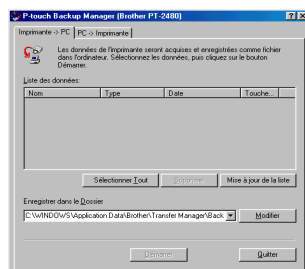 P-touch Backup Manager (Brother PT-2480)
Imprimante -> PC
PC -> Imprimante
Les données de l'imprimante seront acquises et enregistrées comme fichier
dans l'ordinateur. Sélectionnez les données, puis cliquez sur le bouton
Démarrer.
Liste des données:
Nom
Type
Date
Touche...
Sélectionner Tout
Supprimer
Mise à jour de la liste
Enregistrer dans le Dossier
C:\WINDOWS\Application Data\Brother\Transfer Manager\Back
Modifier
Démarrer
Quitter